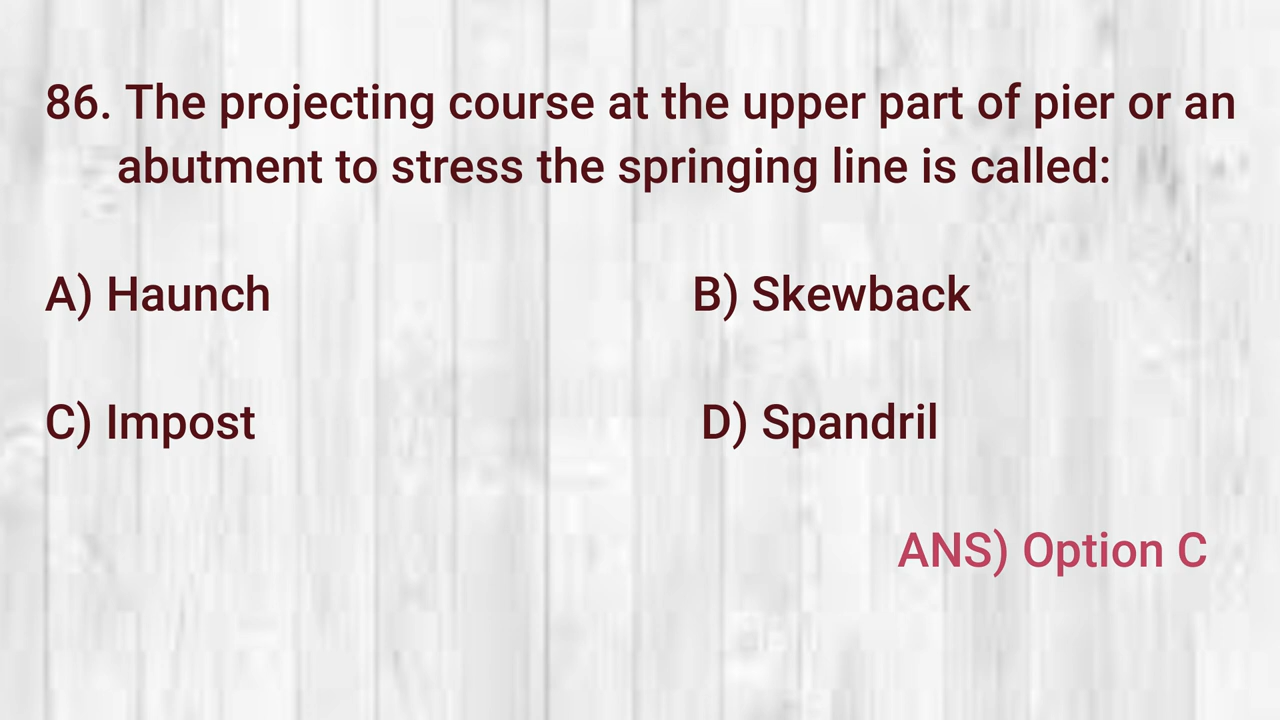 86. The projecting course at the upper part of pier or an
abutment to stress the springing line is called:
A) Haunch B) Skewback
C) Impost D) Spandril
ANS) Option C